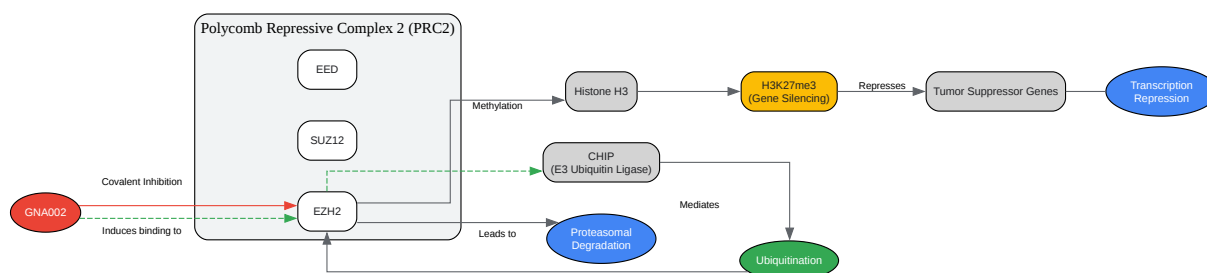 Polycomb Repressive Complex 2 (PRC2)
EED
SUZ12
EZH2
GNA002
Covalent Inhibition
Induces binding to
Methylation
Histone H3
H3K27me3
(Gene Silencing)
Represses
Tumor Suppressor Genes
Transcription
Repression
CHIP
(E3 Ubiquitin Ligase)
Mediates
Leads to
Proteasomal
Degradation
Ubiquitination